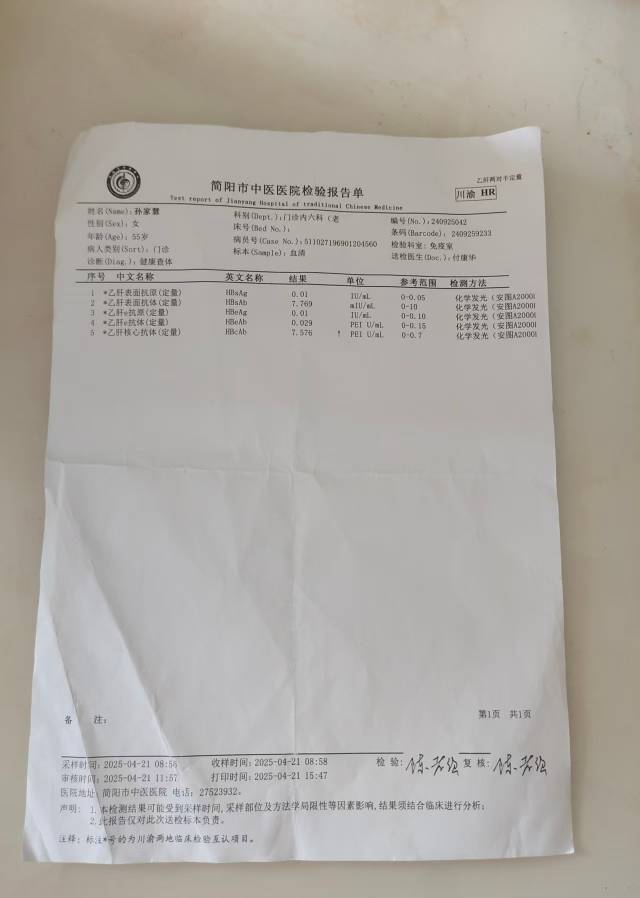 乙肝两对半定量
简阳市中医医院检验报告单
川渝 HR
Test report of Jianyang Hospital of traditional Chinese Medicine
姓名(Name):孙家慧 科别(Dept.):门诊内六科（老 编号(No.):240925042
性别(Sex): 女 床号(Bed No.): 条码(Barcode): 2409259233
年龄(Age): 55岁 病员号(Case No.):511027196901204560 检验科室: 免疫室
病人类别(Sort): 门诊 标本(Sample): 血清 送检医生(Doc.): 付康华
诊断(Diag.): 健康查体
序号 中文名称 英文名称 结果 单位 参考范围 检测方法
1 *乙肝表面抗原(定量) HBsAg 0.01 IU/mL 0-0.05 化学发光（安图A2000l
2 *乙肝表面抗体(定量) HBsAb 7.769 mIU/mL 0-10 化学发光（安图A2000l
3 *乙肝e抗原(定量) HBeAg 0.01 IU/mL 0-0.10 化学发光（安图A2000l
4 *乙肝e抗体(定量) HBeAb 0.029 PEI U/mL 0-0.15 化学发光（安图A2000l
5 *乙肝核心抗体(定量) HBcAb 7.576 ↑ PEI U/mL 0-0.7 化学发光（安图A2000l
备 注: 第1页 共1页
采样时间: 2025-04-21 08:56 收样时间: 2025-04-21 08:58 检 验: 复 核:
审核时间: 2025-04-21 11:57 打印时间: 2025-04-21 15:47
医院地址: 简阳市中医医院 电话: 27523932。
声明: 1.本检测结果可能受到采样时间,采样部位及方法学局限性等因素影响,结果须结合临床进行分析;
2.此报告仅对此次送检标本负责。
注释: 标注*号的为川渝两地临床检验互认项目。